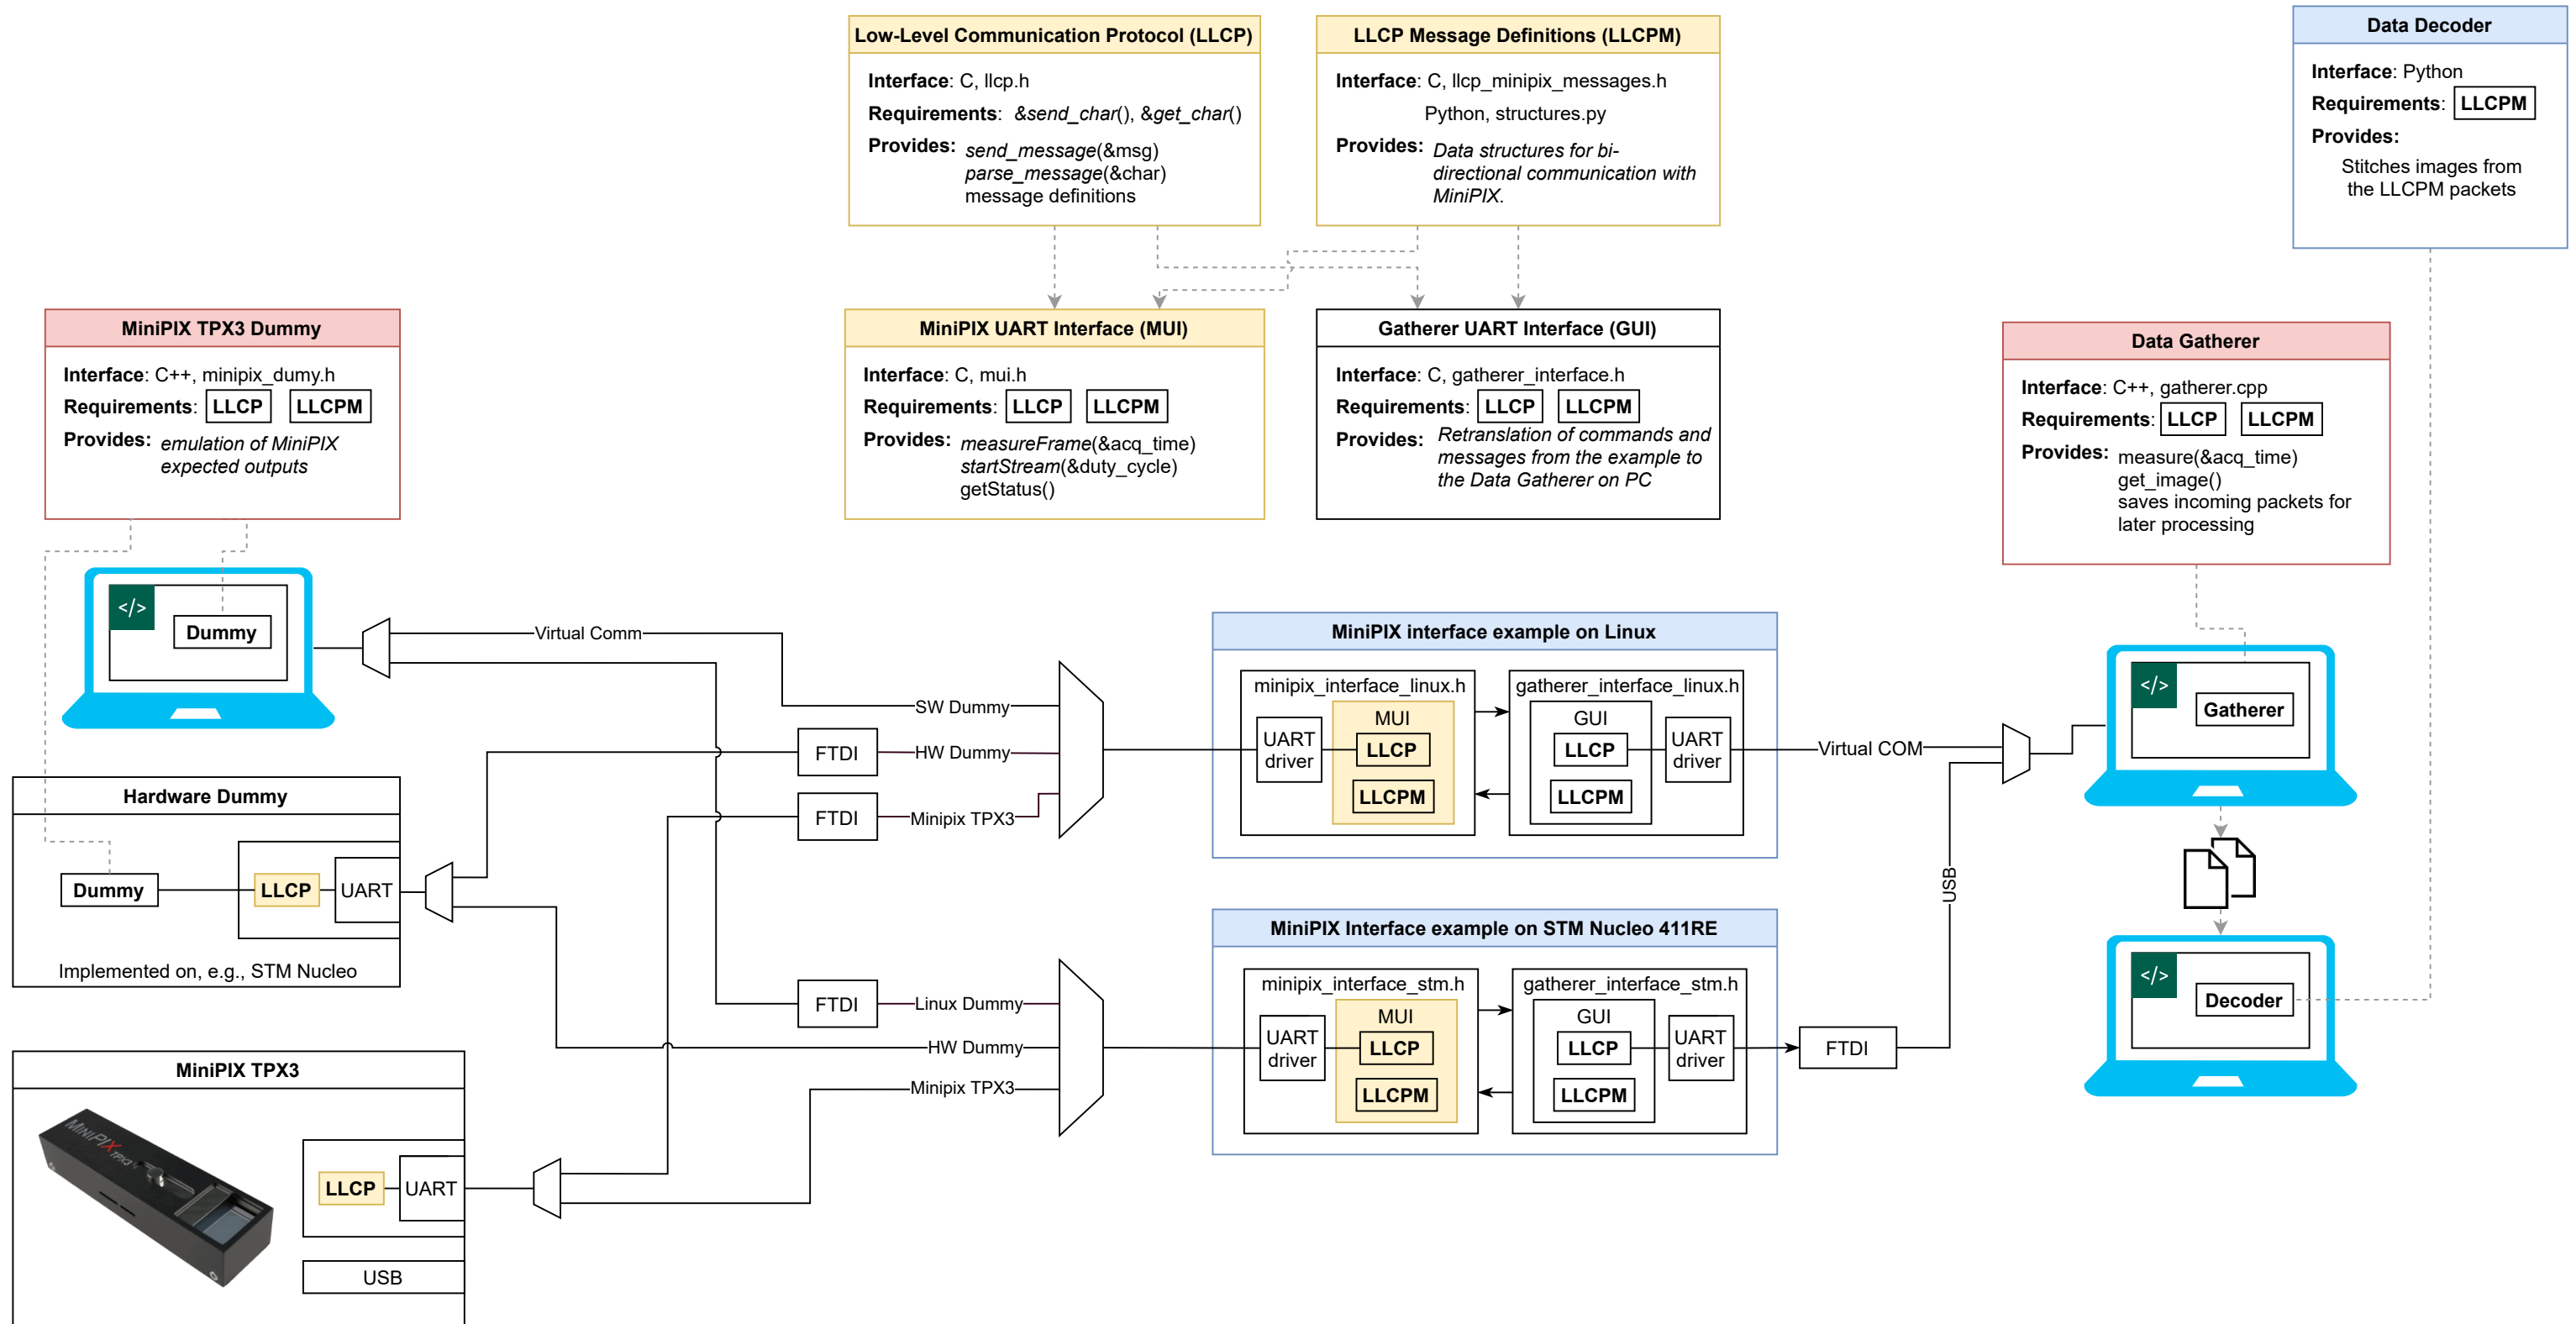 Low-Level Communication Protocol (LLCP)
Interface: C, llcp.h
Requirements: &send_char(), &get_char()
Provides: send_message(&msg)
parse_message(&char)
message definitions
LLCP Message Definitions (LLCPM)
Interface: C, llcp_minipix_messages.h
Python, structures.py
Provides: Data structures for bi-
directional communication with
MiniPIX.
Data Decoder
Interface: Python
Requirements: LLCPM
Provides:
Stitches images from
the LLCPM packets
MiniPIX TPX3 Dummy
Interface: C++, minipix_dumy.h
Requirements: LLCP LLCPM
Provides: emulation of MiniPIX
expected outputs
MiniPIX UART Interface (MUI)
Interface: C, mui.h
Requirements: LLCP LLCPM
Provides: measureFrame(&acq_time)
startStream(&duty_cycle)
getStatus()
Gatherer UART Interface (GUI)
Interface: C, gatherer_interface.h
Requirements: LLCP LLCPM
Provides: Retranslation of commands and
messages from the example to
the Data Gatherer on PC
Data Gatherer
Interface: C++, gatherer.cpp
Requirements: LLCP LLCPM
Provides: measure(&acq_time)
get_image()
saves incoming packets for
later processing
</>
Dummy
Virtual Comm
SW Dummy
FTDI
HW Dummy
FTDI
Minipix TPX3
Hardware Dummy
Dummy
LLCP
UART
Implemented on, e.g., STM Nucleo
FTDI
Linux Dummy
HW Dummy
Minipix TPX3
MiniPIX TPX3
MiniPIX
TPX3
LLCP
UART
USB
MiniPIX interface example on Linux
minipix_interface_linux.h
UART
driver
MUI
LLCP
LLCPM
gatherer_interface_linux.h
GUI
LLCP
LLCPM
UART
driver
Virtual COM
MiniPIX Interface example on STM Nucleo 411RE
minipix_interface_stm.h
UART
driver
MUI
LLCP
LLCPM
gatherer_interface_stm.h
GUI
LLCP
LLCPM
UART
driver
FTDI
USB
</>
Gatherer
</>
Decoder